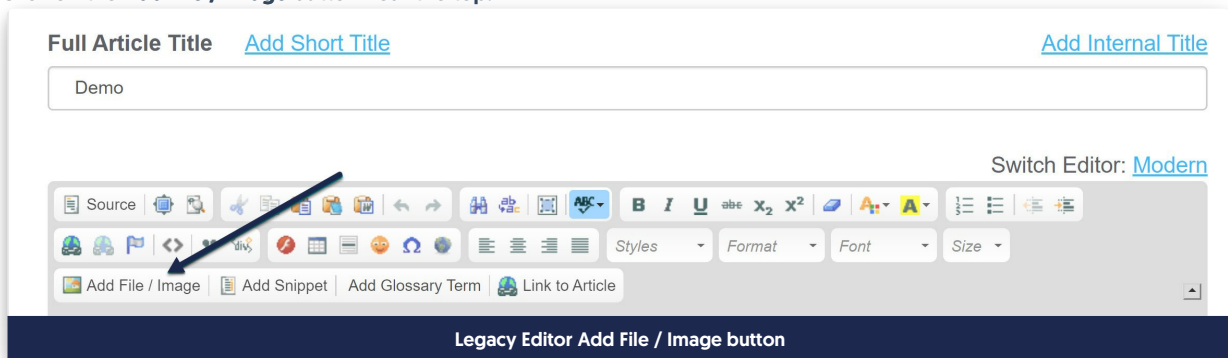 Full Article Title Add Short Title Add Internal Title
Demo
Switch Editor: Modern
Source ABC B I U abc X₂ X² A A
Styles Format Font Size
Add File / Image Add Snippet Add Glossary Term Link to Article
Legacy Editor Add File / Image button